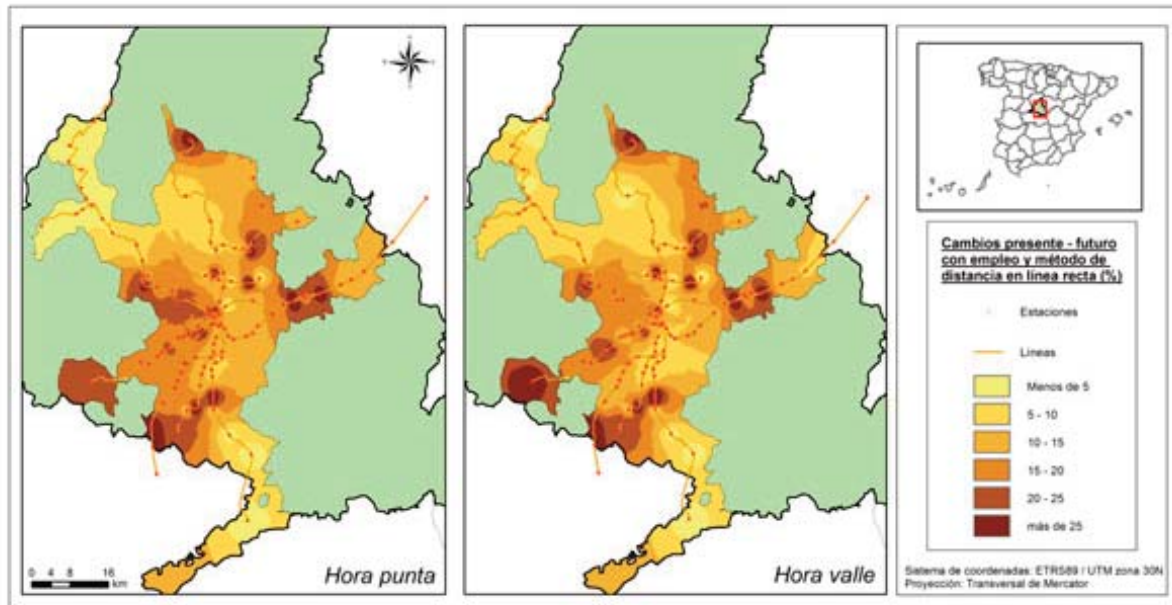 Hora punta
0 4 8 16
km
Hora valle
Cambios presente - futuro
con empleo y método de
distancia en línea recta (%)
Estaciones
Líneas
Menos de 5
5 - 10
10 - 15
15 - 20
20 - 25
más de 25
Sistema de coordenadas: ETRS89 / UTM zona 30N
Proyección: Transversal de Mercator